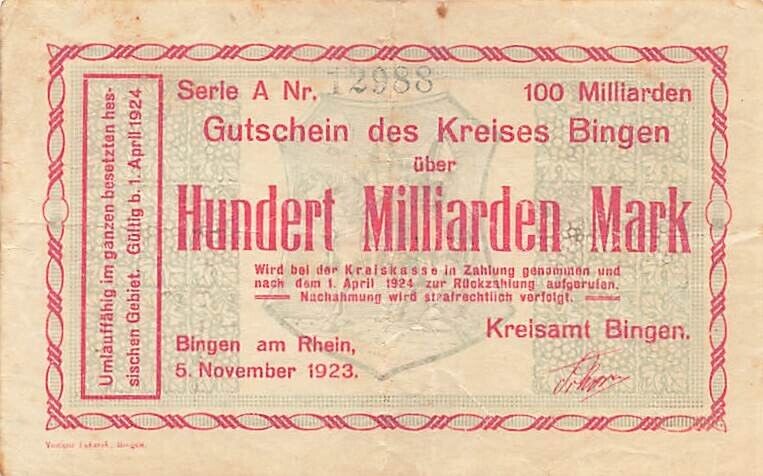 Serie A Nr. 12988
100 Milliarden
Gutschein des Kreises Bingen
über
Hundert Milliarden Mark
Wird bei der Kreiskasse in Zahlung genommen und
nach dem 1. April 1924 zur Rückzahlung aufgerufen.
Nachahmung wird strafrechtlich verfolgt.
Kreisamt Bingen.
Bingen am Rhein,
5. November 1923.
Umlauffähig im ganzen besetzten hes-
sischen Gebiet. Gültig b. 1. April 1924
Bingen.